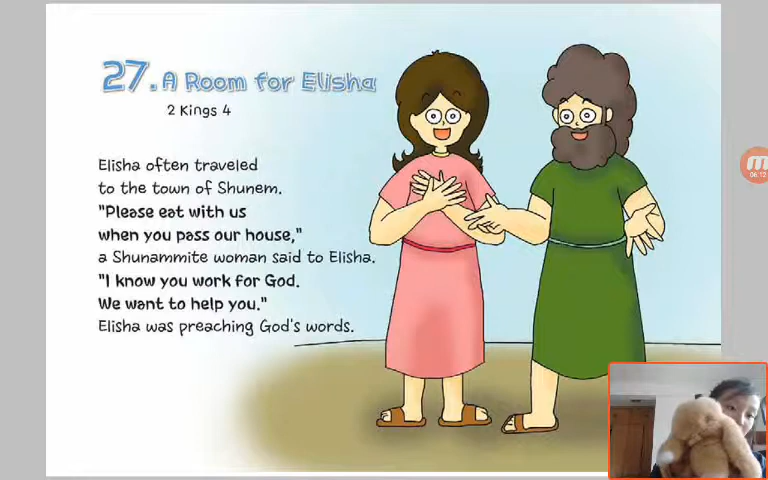 27. A Room for Elisha
2 Kings 4
Elisha often traveled
to the town of Shunem.
"Please eat with us
when you pass our house,"
a Shunammite woman said to Elisha.
"I know you work for God.
We want to help you."
Elisha was preaching God's words.
06:12